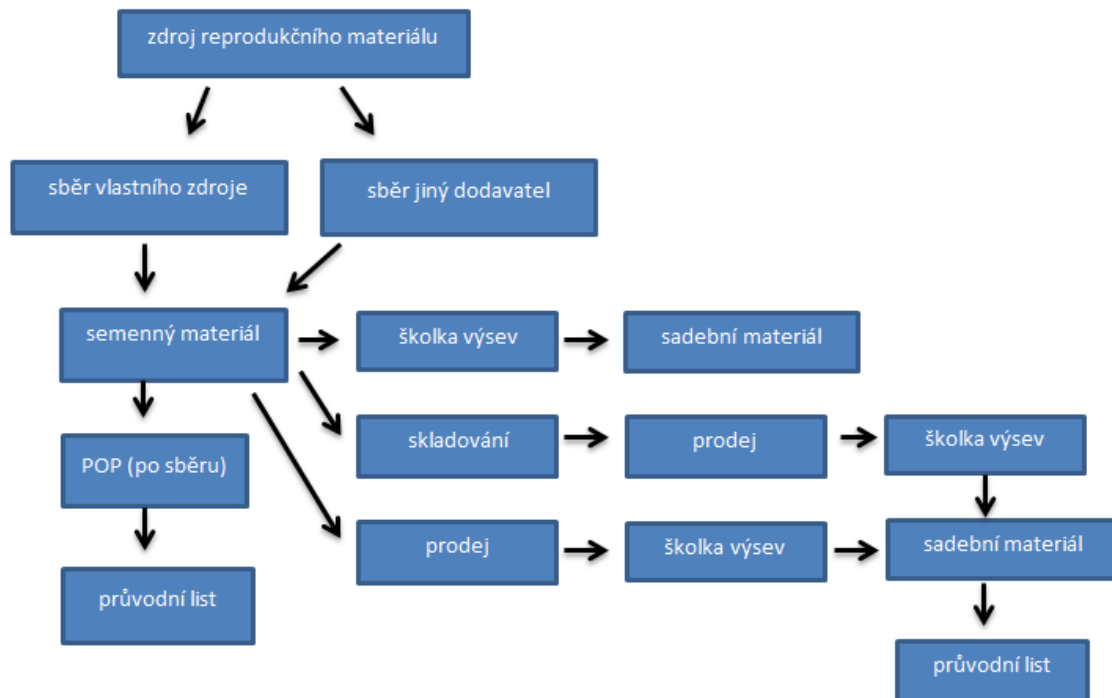 zdroj reprodukčního materiálu
sběr vlastního zdroje
sběr jiný dodavatel
semenný materiál
školka výsev
sadební materiál
skladování
prodej
školka výsev
POP (po sběru)
prodej
školka výsev
sadební materiál
průvodní list
průvodní list